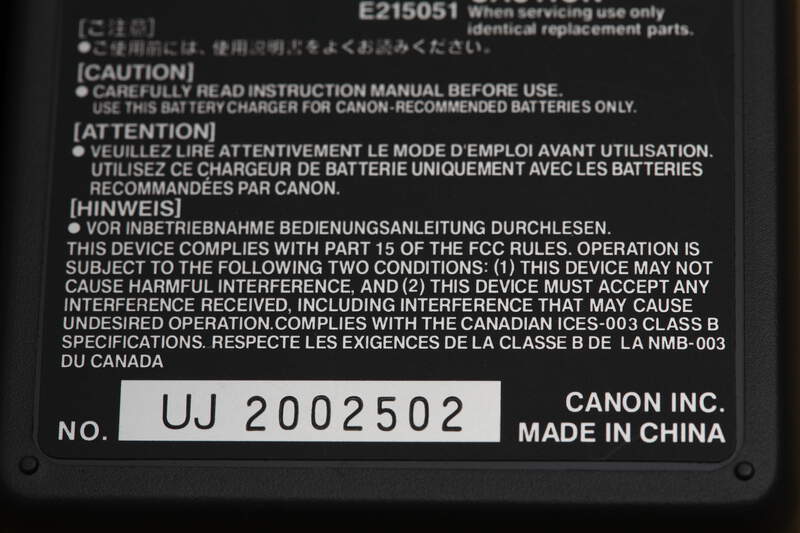 E215051 When servicing use only
identical replacement parts.
[ご注意]
●ご使用前には、使用説明書をよくお読みください。
[CAUTION]
● CAREFULLY READ INSTRUCTION MANUAL BEFORE USE.
USE THIS BATTERY CHARGER FOR CANON-RECOMMENDED BATTERIES ONLY.
[ATTENTION]
● VEUILLEZ LIRE ATTENTIVEMENT LE MODE D'EMPLOI AVANT UTILISATION.
UTILISEZ CE CHARGEUR DE BATTERIE UNIQUEMENT AVEC LES BATTERIES
RECOMMANDÉES PAR CANON.
[HINWEIS]
● VOR INBETRIEBNAHME BEDIENUNGSANLEITUNG DURCHLESEN.
THIS DEVICE COMPLIES WITH PART 15 OF THE FCC RULES. OPERATION IS
SUBJECT TO THE FOLLOWING TWO CONDITIONS: (1) THIS DEVICE MAY NOT
CAUSE HARMFUL INTERFERENCE, AND (2) THIS DEVICE MUST ACCEPT ANY
INTERFERENCE RECEIVED, INCLUDING INTERFERENCE THAT MAY CAUSE
UNDESIRED OPERATION.COMPLIES WITH THE CANADIAN ICES-003 CLASS B
SPECIFICATIONS. RESPECTE LES EXIGENCES DE LA CLASSE B DE LA NMB-003
DU CANADA
NO. UJ 2002502
CANON INC.
MADE IN CHINA